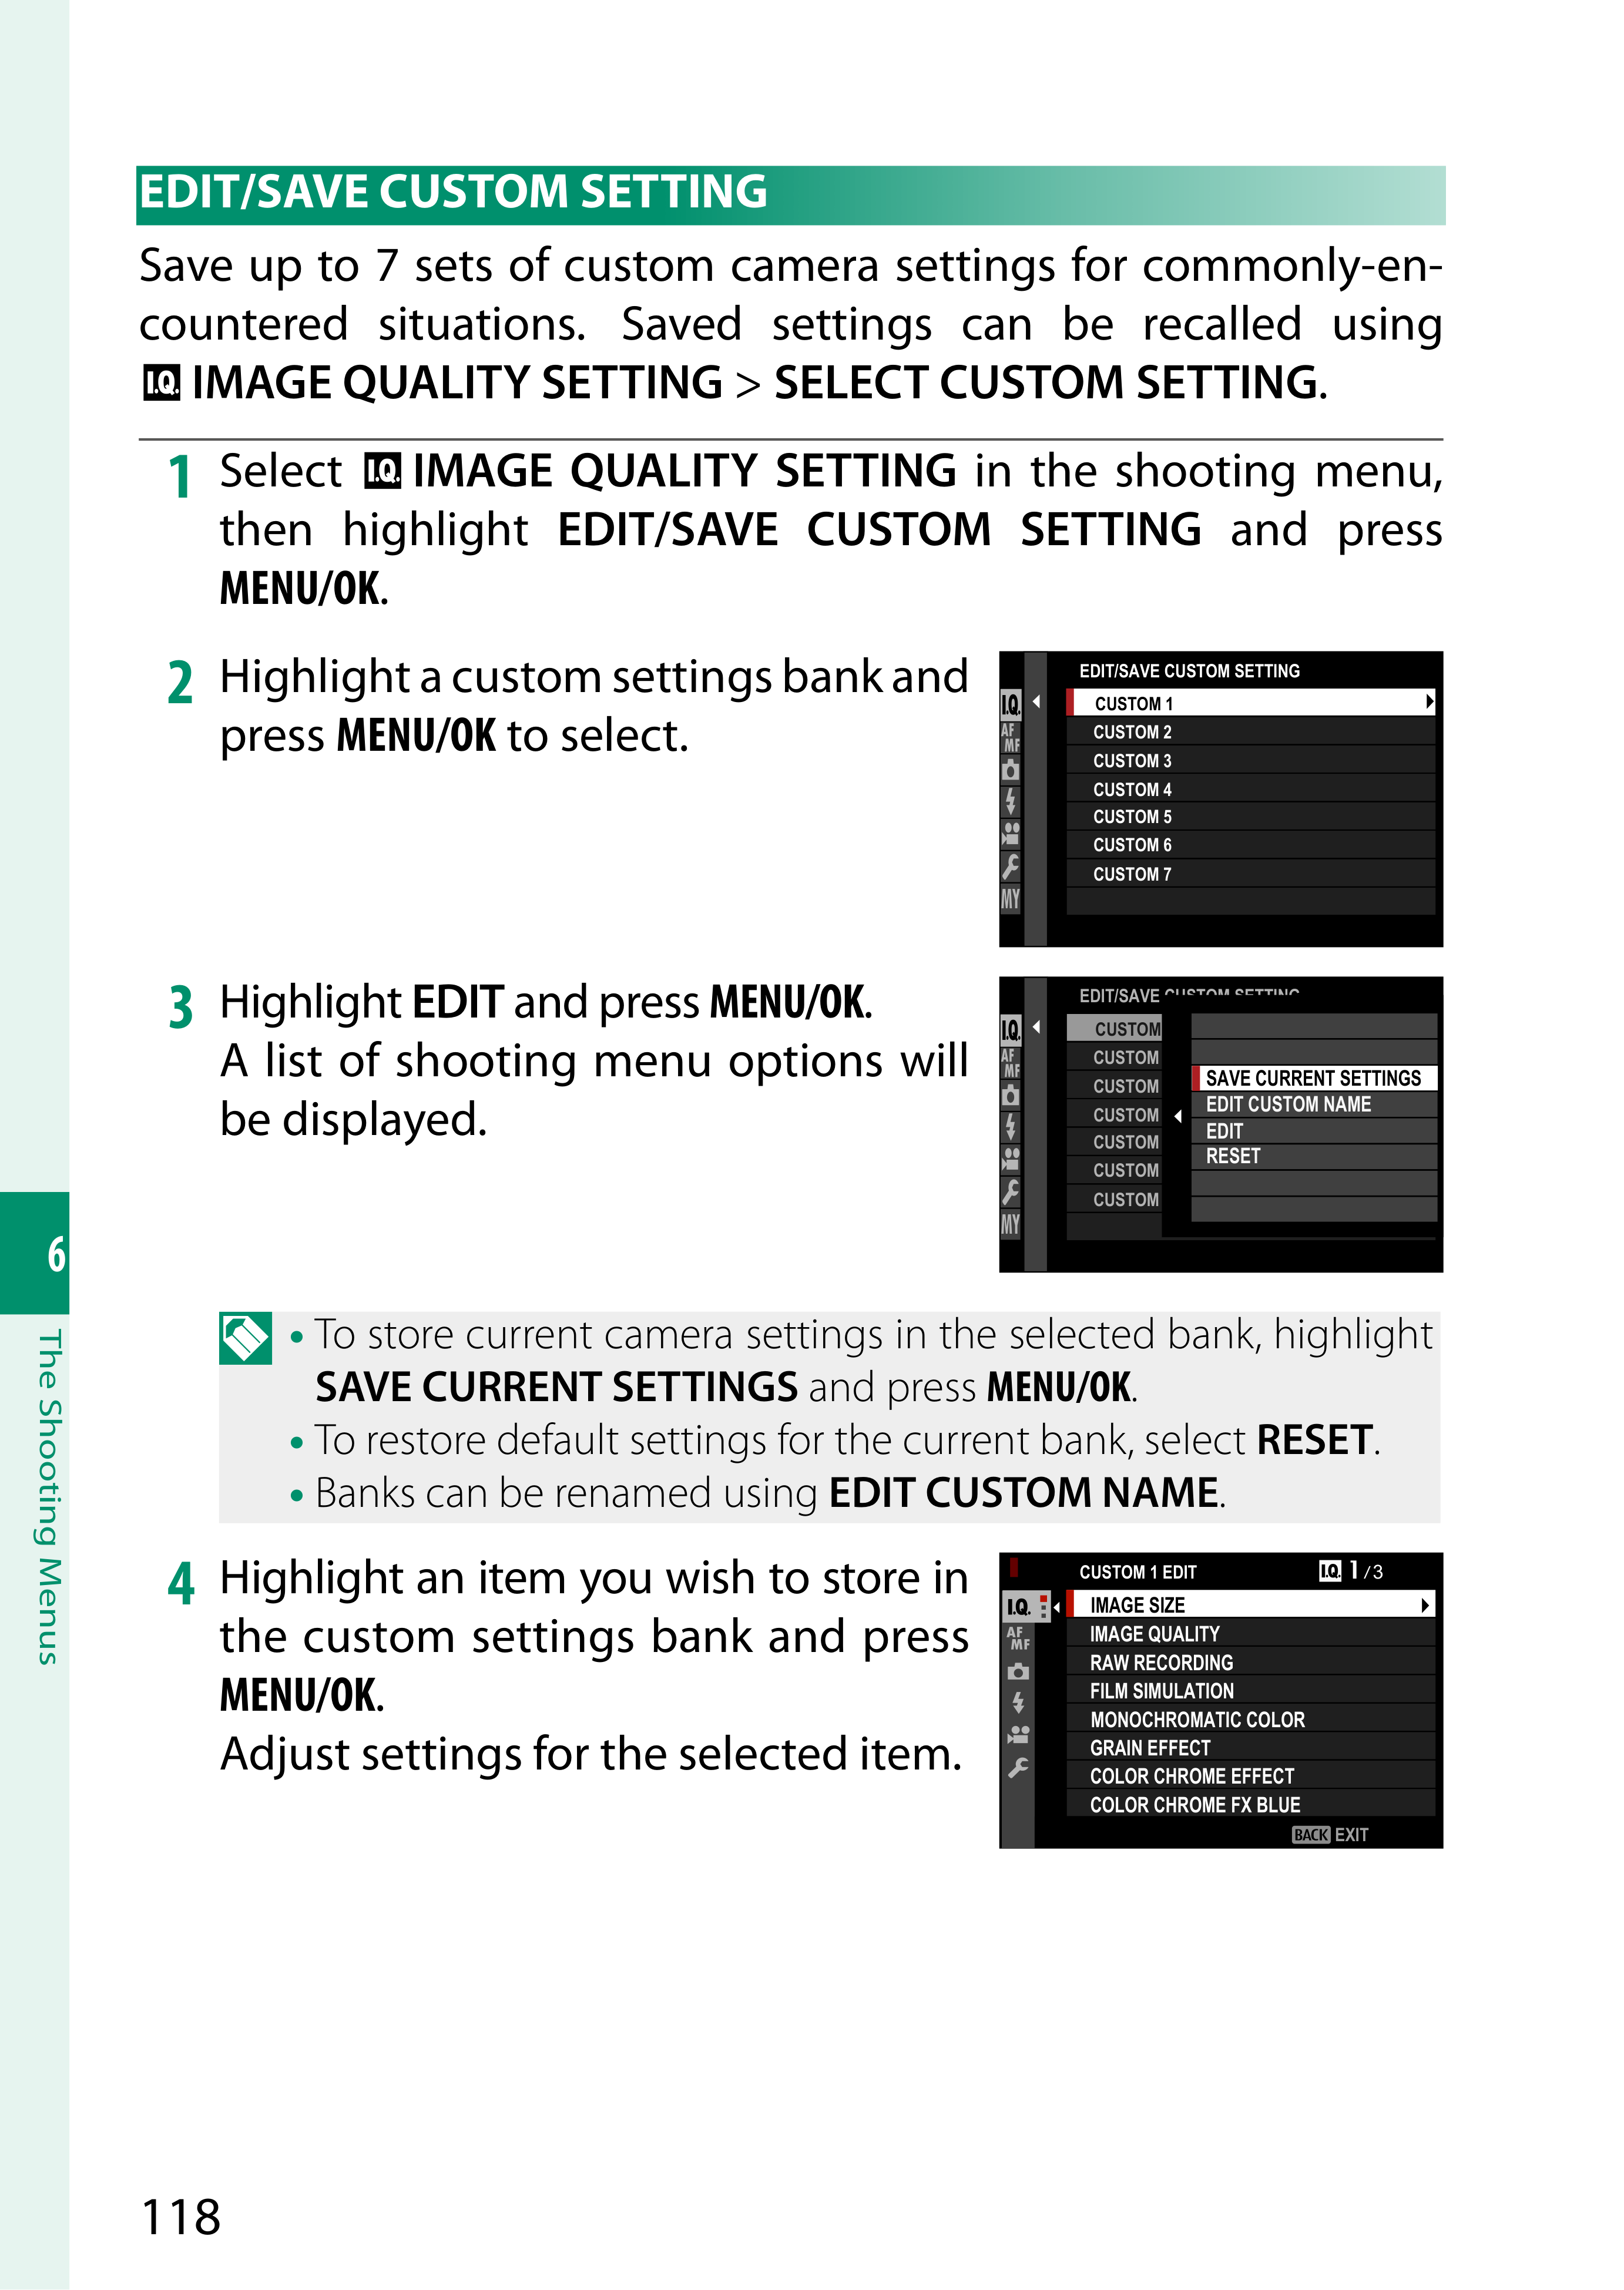 EDIT/SAVE CUSTOM SETTING
Save up to 7 sets of custom camera settings for commonly-en-
countered situations. Saved settings can be recalled using
I.Q. IMAGE QUALITY SETTING > SELECT CUSTOM SETTING.
1 Select I.Q. IMAGE QUALITY SETTING in the shooting menu,
then highlight EDIT/SAVE CUSTOM SETTING and press
MENU/OK.
2 Highlight a custom settings bank and
press MENU/OK to select.
EDIT/SAVE CUSTOM SETTING
I.Q.
AF
MF
MY
CUSTOM 1
CUSTOM 2
CUSTOM 3
CUSTOM 4
CUSTOM 5
CUSTOM 6
CUSTOM 7
3 Highlight EDIT and press MENU/OK.
A list of shooting menu options will
be displayed.
EDIT/SAVE CUSTOM SETTING
I.Q.
AF
MF
MY
CUSTOM
CUSTOM
CUSTOM
CUSTOM
CUSTOM
CUSTOM
CUSTOM
SAVE CURRENT SETTINGS
EDIT CUSTOM NAME
EDIT
RESET
• To store current camera settings in the selected bank, highlight
SAVE CURRENT SETTINGS and press MENU/OK.
• To restore default settings for the current bank, select RESET.
• Banks can be renamed using EDIT CUSTOM NAME.
4 Highlight an item you wish to store in
the custom settings bank and press
MENU/OK.
Adjust settings for the selected item.
CUSTOM 1 EDIT I.Q. 1/3
I.Q.
AF
MF
IMAGE SIZE
IMAGE QUALITY
RAW RECORDING
FILM SIMULATION
MONOCHROMATIC COLOR
GRAIN EFFECT
COLOR CHROME EFFECT
COLOR CHROME FX BLUE
BACK EXIT
6
The Shooting Menus
118